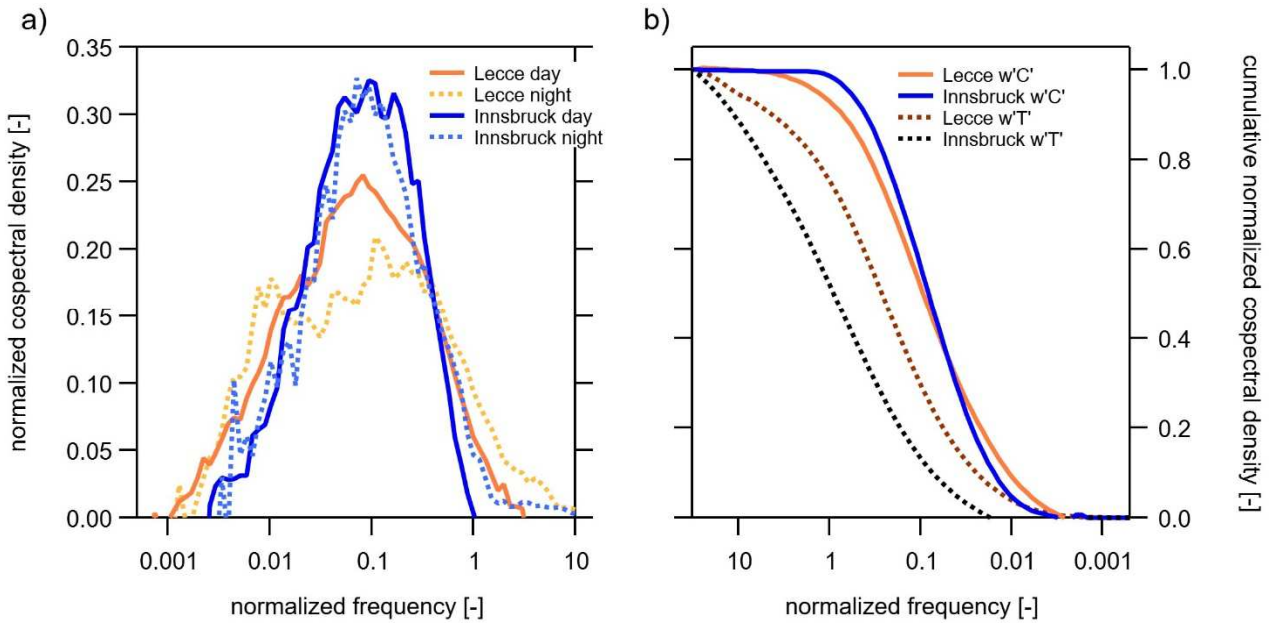 a)
normalized cospectral density [-]
0.35
0.30
0.25
0.20
0.15
0.10
0.05
0.00
Lecce day
Lecce night
Innsbruck day
Innsbruck night
0.001
0.01
0.1
1
10
normalized frequency [-]
b)
Lecce w'C'
Innsbruck w'C'
Lecce w'T'
Innsbruck w'T'
1.0
0.8
0.6
0.4
0.2
0.0
cumulative normalized cospectral density [-]
10
1
0.1
0.01
0.001
normalized frequency [-]